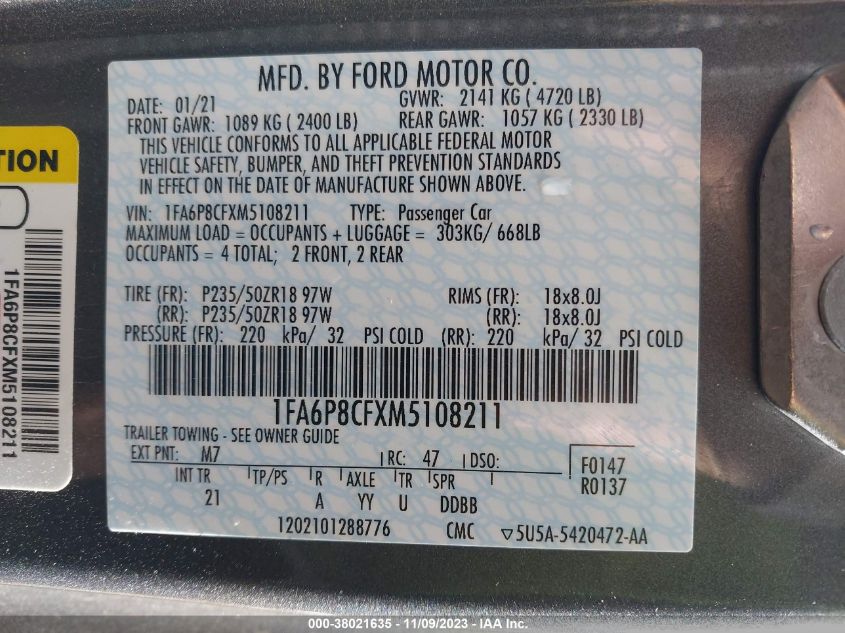 MFD. BY FORD MOTOR CO.
DATE: 01/21
GVWR: 2141 KG ( 4720 LB)
FRONT GAWR: 1089 KG ( 2400 LB)
REAR GAWR: 1057 KG ( 2330 LB)
THIS VEHICLE CONFORMS TO ALL APPLICABLE FEDERAL MOTOR
VEHICLE SAFETY, BUMPER, AND THEFT PREVENTION STANDARDS
IN EFFECT ON THE DATE OF MANUFACTURE SHOWN ABOVE.
VIN: 1FA6P8CFXM5108211 TYPE: Passenger Car
MAXIMUM LOAD = OCCUPANTS + LUGGAGE = 303KG/ 668LB
OCCUPANTS = 4 TOTAL; 2 FRONT, 2 REAR
TIRE (FR): P235/50ZR18 97W RIMS (FR): 18x8.0J
(RR): P235/50ZR18 97W (RR): 18x8.0J
PRESSURE (FR): 220 kPa/ 32 PSI COLD (RR): 220 kPa/ 32 PSI COLD
1FA6P8CFXM5108211
TRAILER TOWING - SEE OWNER GUIDE
EXT PNT: M7 RC: 47 DSO:
F0147
R0137
INT TR TP/PS R AXLE TR SPR
21 A YY U DDBB
1202101288776 CMC ▽5U5A-5420472-AA
TION
1FA6P8CFXM5108211
000-38021635 - 11/09/2023 - IAA Inc.